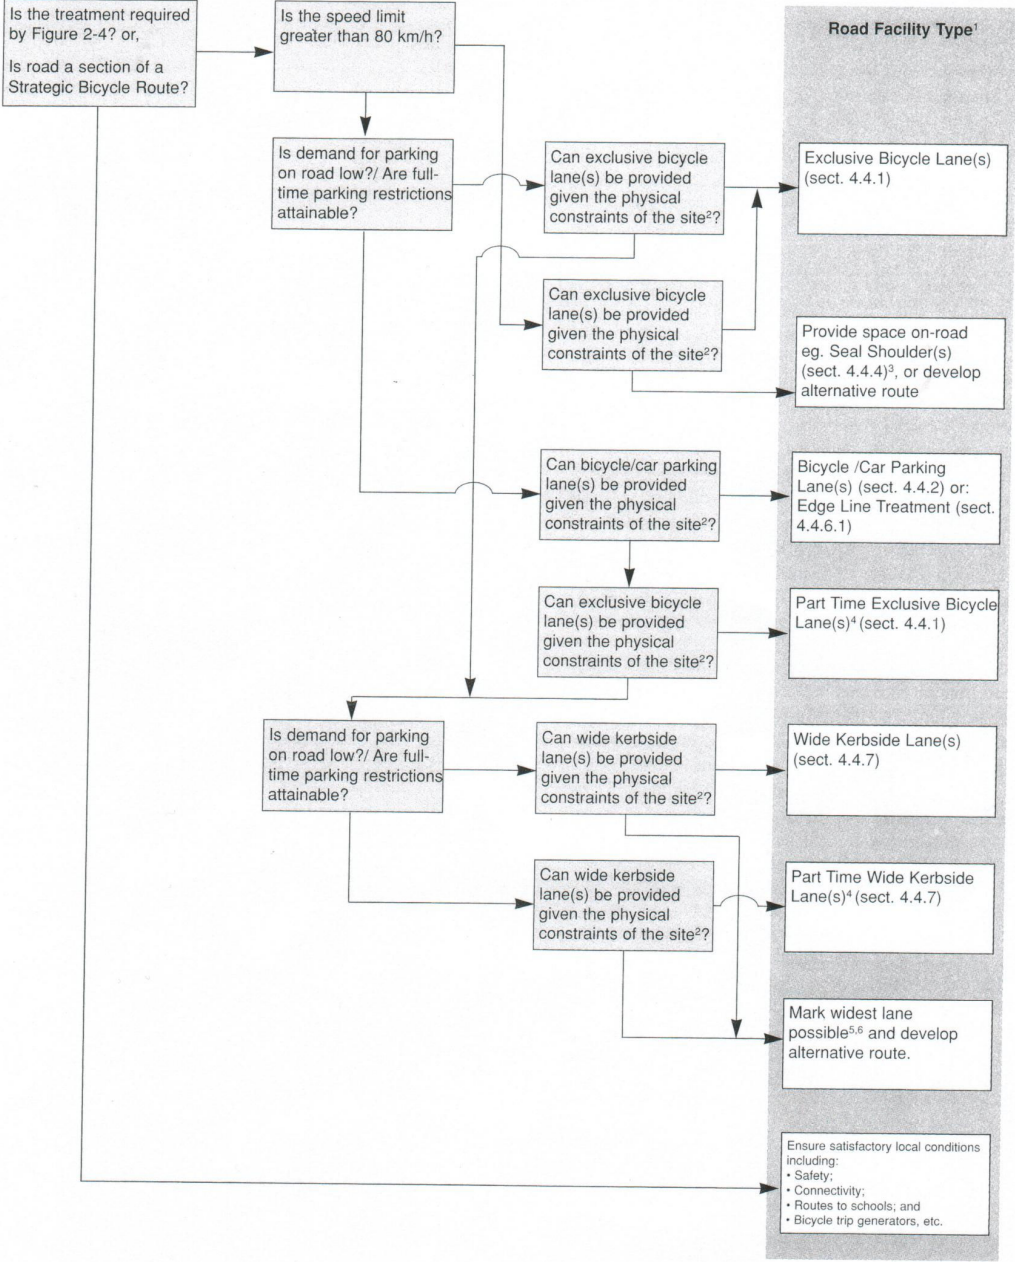 Is the treatment required
by Figure 2-4? or,
Is road a section of a
Strategic Bicycle Route?
Is the speed limit
greater than 80 km/h?
Road Facility Type¹
Is demand for parking
on road low?/ Are full-
time parking restrictions
attainable?
Can exclusive bicycle
lane(s) be provided
given the physical
constraints of the site²?
Exclusive Bicycle Lane(s)
(sect. 4.4.1)
Can exclusive bicycle
lane(s) be provided
given the physical
constraints of the site²?
Provide space on-road
eg. Seal Shoulder(s)
(sect. 4.4.4)³, or develop
alternative route
Can bicycle/car parking
lane(s) be provided
given the physical
constraints of the site²?
Bicycle /Car Parking
Lane(s) (sect. 4.4.2) or:
Edge Line Treatment (sect.
4.4.6.1)
Can exclusive bicycle
lane(s) be provided
given the physical
constraints of the site²?
Part Time Exclusive Bicycle
Lane(s)⁴ (sect. 4.4.1)
Is demand for parking
on road low?/ Are full-
time parking restrictions
attainable?
Can wide kerbside
lane(s) be provided
given the physical
constraints of the site²?
Wide Kerbside Lane(s)
(sect. 4.4.7)
Can wide kerbside
lane(s) be provided
given the physical
constraints of the site²?
Part Time Wide Kerbside
Lane(s)⁴ (sect. 4.4.7)
Mark widest lane
possible⁵,⁶ and develop
alternative route.
Ensure satisfactory local conditions
including:
• Safety;
• Connectivity;
• Routes to schools; and
• Bicycle trip generators, etc.